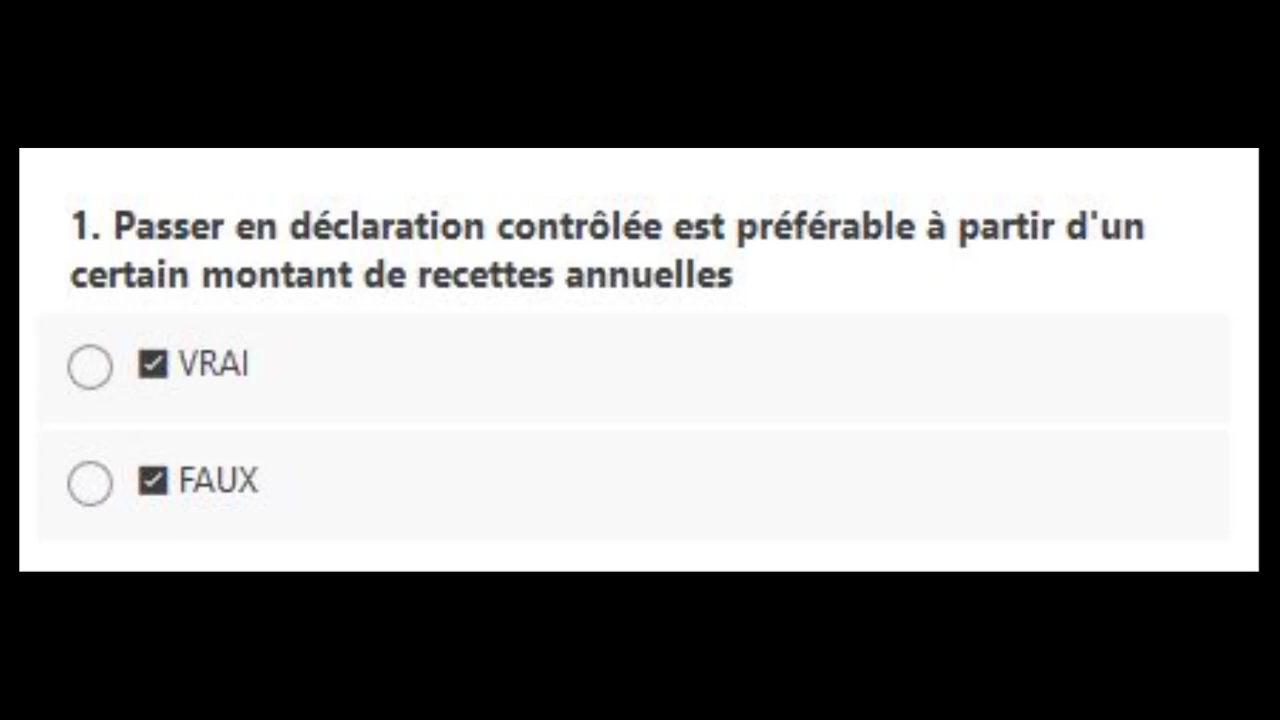 1. Passer en déclaration contrôlée est préférable à partir d'un
certain montant de recettes annuelles
VRAI
FAUX